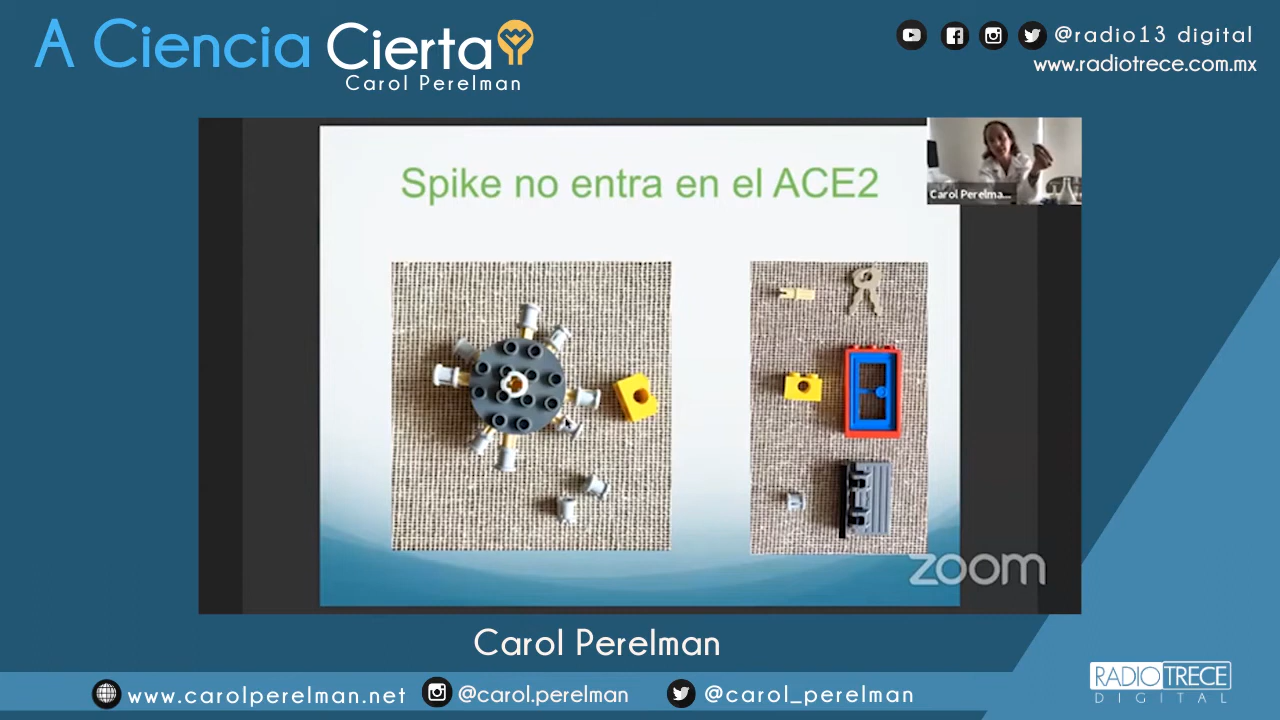 A Ciencia Cierta
Carol Perelman
@radio13 digital
www.radiotrece.com.mx
Spike no entra en el ACE2
Carol Perelma...
zoom
Carol Perelman
www.carolperelman.net
@carol.perelman
@carol_perelman
RADIO TRECE
DIGITAL